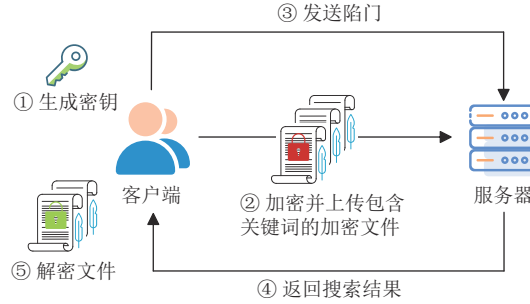 ③ 发送陷门
① 生成密钥
客户端
② 加密并上传包含
关键词的加密文件
服务器
⑤ 解密文件
④ 返回搜索结果